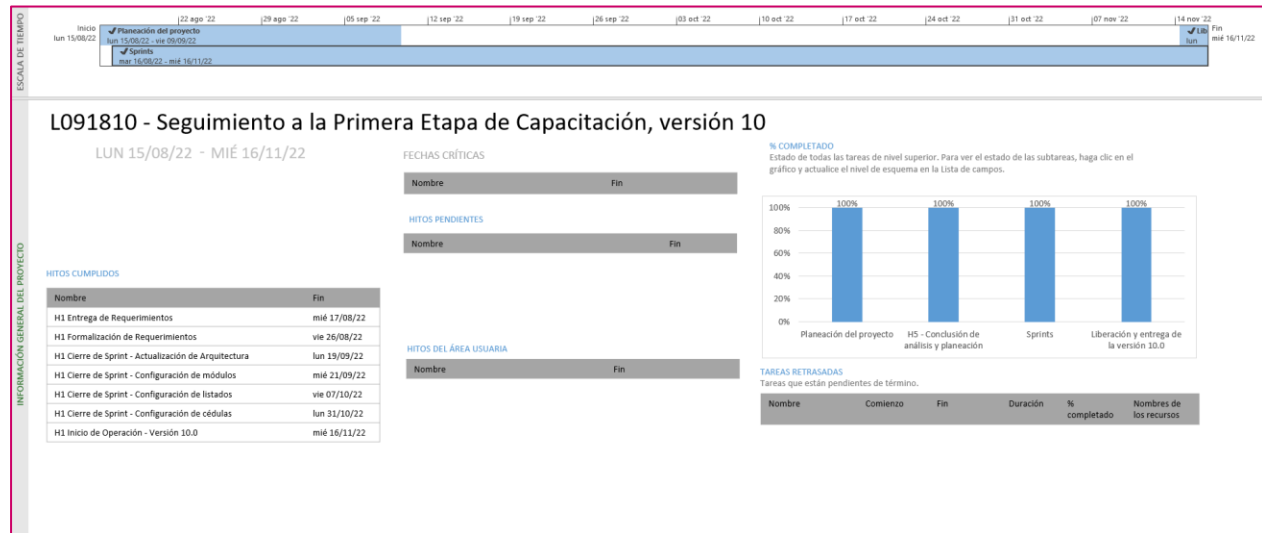 ESCALA DE TIEMPO
22 ago '22 29 ago '22 05 sep '22 12 sep '22 19 sep '22 26 sep '22 03 oct '22 10 oct '22 17 oct '22 24 oct '22 31 oct '22 07 nov '22 14 nov '22
Inicio
lun 15/08/22
Planeación del proyecto
lun 15/08/22 - vie 09/09/22
Sprints
mar 16/08/22 - mié 16/11/22
Lib
lun
Fin
mié 16/11/22
INFORMACIÓN GENERAL DEL PROYECTO
L091810 - Seguimiento a la Primera Etapa de Capacitación, versión 10
LUN 15/08/22 - MIÉ 16/11/22
HITOS CUMPLIDOS
Nombre Fin
H1 Entrega de Requerimientos mié 17/08/22
H1 Formalización de Requerimientos vie 26/08/22
H1 Cierre de Sprint - Actualización de Arquitectura lun 19/09/22
H1 Cierre de Sprint - Configuración de módulos mié 21/09/22
H1 Cierre de Sprint - Configuración de listados vie 07/10/22
H1 Cierre de Sprint - Configuración de cédulas lun 31/10/22
H1 Inicio de Operación - Versión 10.0 mié 16/11/22
FECHAS CRÍTICAS
Nombre Fin
HITOS PENDIENTES
Nombre Fin
HITOS DEL ÁREA USUARIA
Nombre Fin
% COMPLETADO
Estado de todas las tareas de nivel superior. Para ver el estado de las subtareas, haga clic en el
gráfico y actualice el nivel de esquema en la Lista de campos.
100% 100% 100% 100%
100%
80%
60%
40%
20%
0%
Planeación del proyecto
H5 - Conclusión de
análisis y planeación
Sprints
Liberación y entrega de
la versión 10.0
TAREAS RETRASADAS
Tareas que están pendientes de término.
Nombre Comienzo Fin Duración % completado Nombres de los recursos